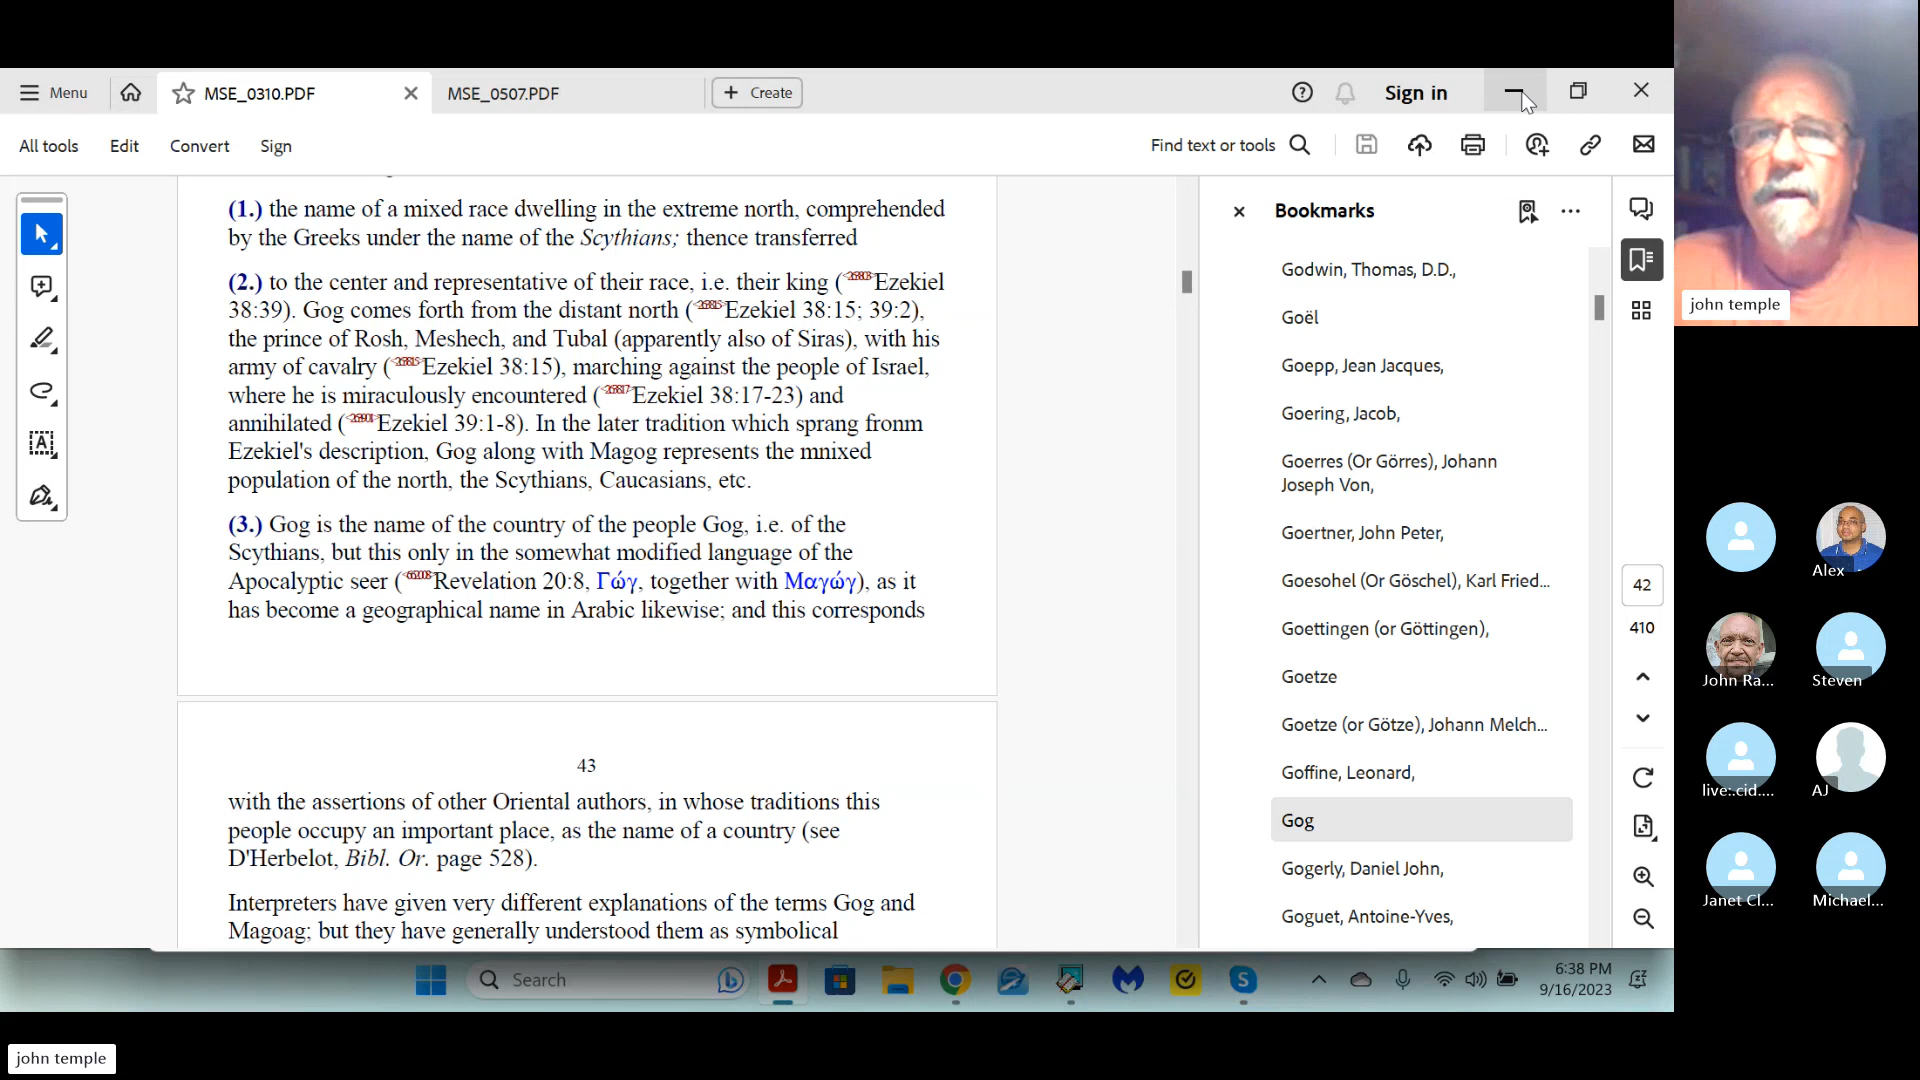 Menu
MSE_0310.PDF
MSE_0507.PDF
Create
Sign in
All tools
Edit
Convert
Sign
Find text or tools
(1.) the name of a mixed race dwelling in the extreme north, comprehended
by the Greeks under the name of the Scythians; thence transferred
(2.) to the center and representative of their race, i.e. their king (Ezekiel
38:39). Gog comes forth from the distant north (Ezekiel 38:15; 39:2),
the prince of Rosh, Meshech, and Tubal (apparently also of Siras), with his
army of cavalry (Ezekiel 38:15), marching against the people of Israel,
where he is miraculously encountered (Ezekiel 38:17-23) and
annihilated (Ezekiel 39:1-8). In the later tradition which sprang fronm
Ezekiel's description, Gog along with Magog represents the mnixed
population of the north, the Scythians, Caucasians, etc.
(3.) Gog is the name of the country of the people Gog, i.e. of the
Scythians, but this only in the somewhat modified language of the
Apocalyptic seer (Revelation 20:8, Γώγ, together with Μαγώγ), as it
has become a geographical name in Arabic likewise; and this corresponds
43
with the assertions of other Oriental authors, in whose traditions this
people occupy an important place, as the name of a country (see
D'Herbelot, Bibl. Or. page 528).
Interpreters have given very different explanations of the terms Gog and
Magoag; but they have generally understood them as symbolical
Bookmarks
Godwin, Thomas, D.D.,
Goël
Goepp, Jean Jacques,
Goering, Jacob,
Goerres (Or Görres), Johann
Joseph Von,
Goertner, John Peter,
Goesohel (Or Göschel), Karl Fried...
Goettingen (or Göttingen),
Goetze
Goetze (or Götze), Johann Melch...
Goffine, Leonard,
Gog
Gogerly, Daniel John,
Goguet, Antoine-Yves,
42
410
john temple
Alex
John Ra...
Steven
live:.cid....
AJ
Janet Cl...
Michael...
Search
6:38 PM
9/16/2023
john temple